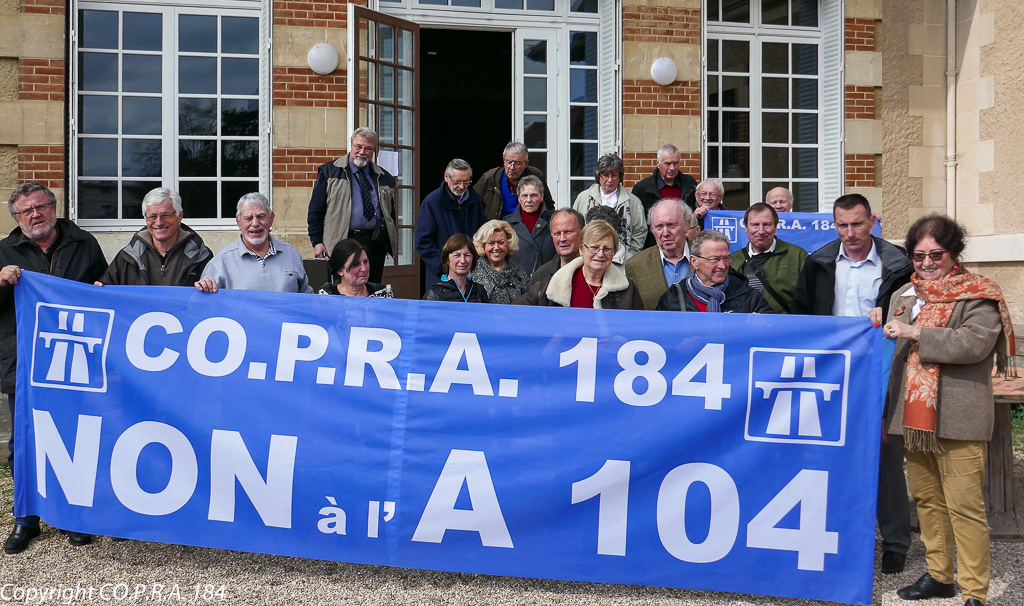 CO.P.R.A. 184
NON à l'A 104
Copyright CO.P.R.A. 184